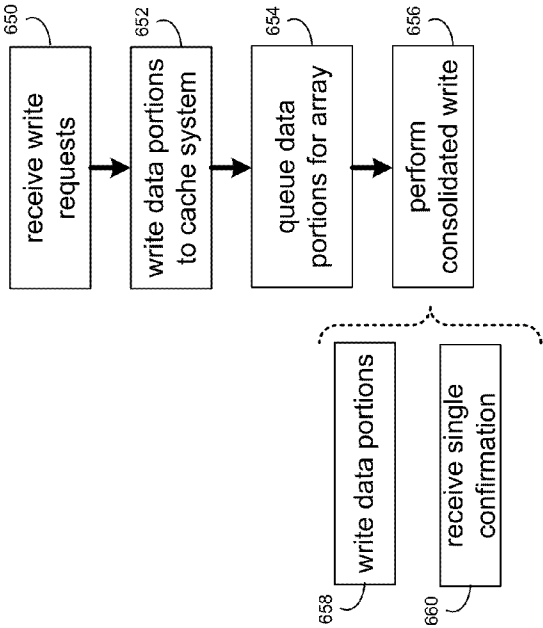 650
receive write
requests
652
write data portions
to cache system
654
queue data
portions for array
656
perform
consolidated write
658
write data portions
660
receive single
confirmation